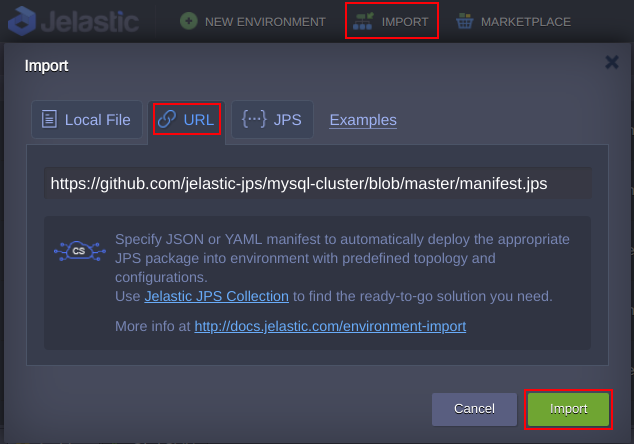 Jelastic NEW ENVIRONMENT IMPORT MARKETPLACE
Import
Local File URL {...} JPS Examples
https://github.com/jelastic-jps/mysql-cluster/blob/master/manifest.jps
CS
Specify JSON or YAML manifest to automatically deploy the appropriate
JPS package into environment with predefined topology and
configurations.
Use Jelastic JPS Collection to find the ready-to-go solution you need.
More info at http://docs.jelastic.com/environment-import
Cancel Import